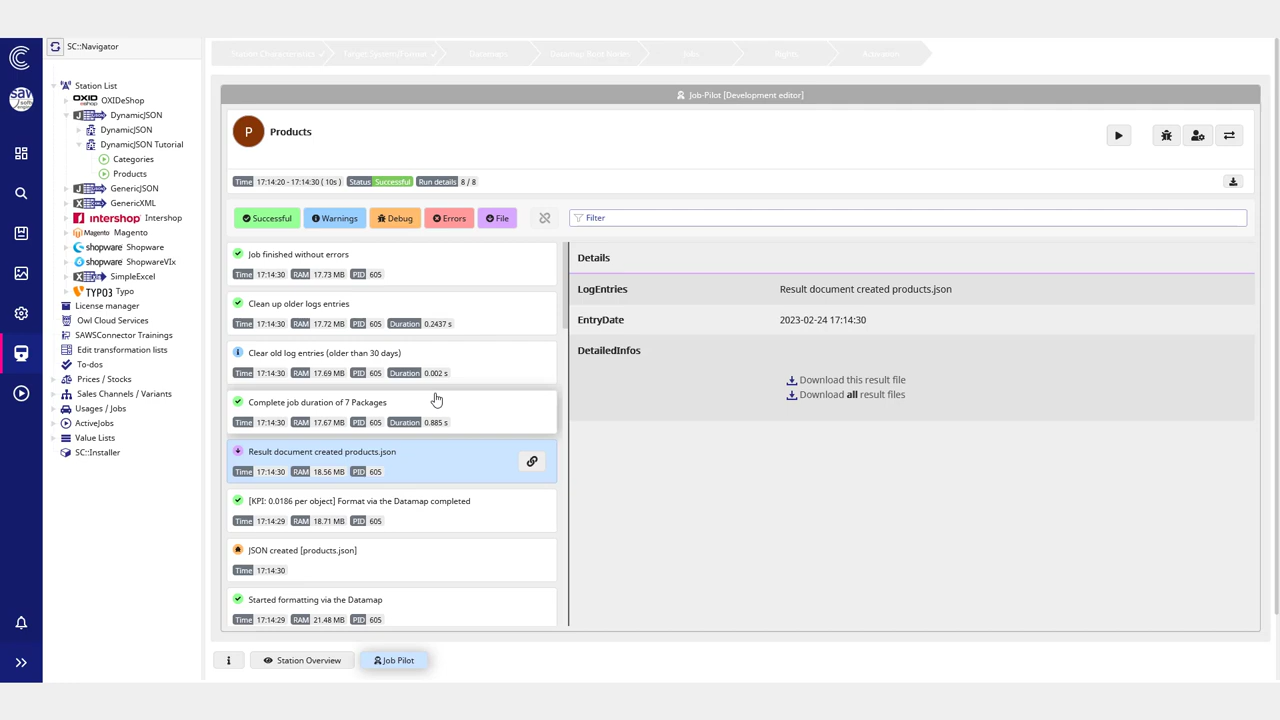 SC::Navigator
Station List
OXID eshop OXIDeShop
DynamicJSON
DynamicJSON
DynamicJSON Tutorial
Categories
Products
GenericJSON
GenericXML
intershop Intershop
Magento Magento
shopware Shopware
shopware ShopwareVIx
SimpleExcel
TYPO3 Typo
License manager
Owl Cloud Services
SAWSConnector Trainings
Edit transformation lists
To-dos
Prices / Stocks
Sales Channels / Variants
Usages / Jobs
ActiveJobs
Value Lists
SC::Installer
Jobs
Rights
Job-Pilot [Development editor]
P Products
Time 17:14:20 - 17:14:30 ( 10s ) Status Successful Run details 8 / 8
Successful Warnings Debug Errors File Filter
Job finished without errors
Time 17:14:30 RAM 17.73 MB PID 605
Clean up older logs entries
Time 17:14:30 RAM 17.72 MB PID 605 Duration 0.2437 s
Clear old log entries (older than 30 days)
Time 17:14:30 RAM 17.69 MB PID 605 Duration 0.002 s
Complete job duration of 7 Packages
Time 17:14:30 RAM 17.67 MB PID 605 Duration 0.885 s
Result document created products.json
Time 17:14:30 RAM 18.56 MB PID 605
[KPI: 0.0186 per object] Format via the Datamap completed
Time 17:14:29 RAM 18.71 MB PID 605
JSON created [products.json]
Time 17:14:30
Started formatting via the Datamap
Time 17:14:29 RAM 21.48 MB PID 605
Details
LogEntries Result document created products.json
EntryDate 2023-02-24 17:14:30
DetailedInfos
Download this result file
Download all result files
Station Overview
Job Pilot